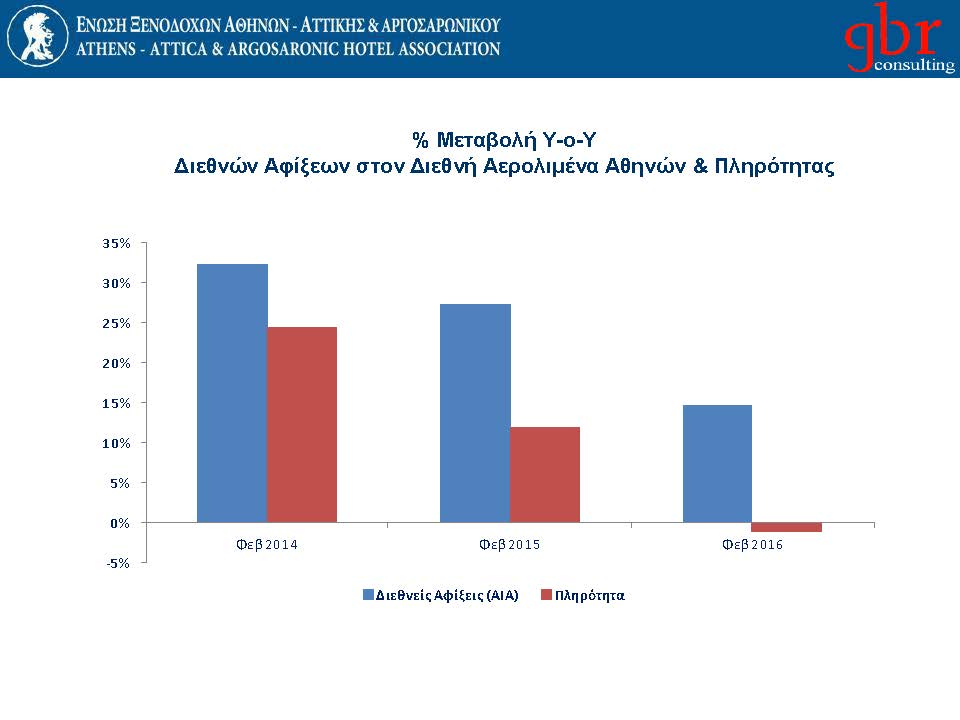 ΕΝΩΣΗ ΞΕΝΟΔΟΧΩΝ ΑΘΗΝΩΝ - ΑΤΤΙΚΗΣ & ΑΡΓΟΣΑΡΩΝΙΚΟΥ
ATHENS - ATTICA & ARGOSARONIC HOTEL ASSOCIATION
gbr
consulting
% Μεταβολή Υ-ο-Υ
Διεθνών Αφίξεων στον Διεθνή Αερολιμένα Αθηνών & Πληρότητας
35%
30%
25%
20%
15%
10%
5%
0%
-5%
Φεβ 2014 Φεβ 2015 Φεβ 2016
Διεθνείς Αφίξεις (ΑΙΑ) Πληρότητα